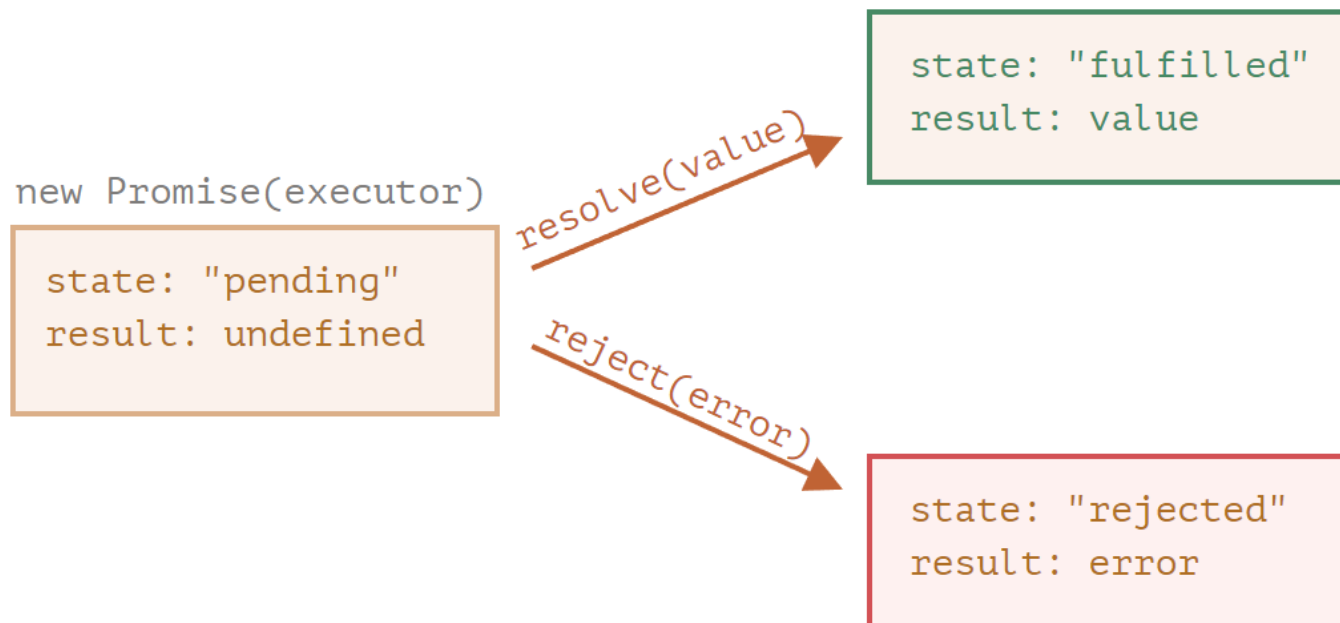 new Promise(executor)
state: "pending"
result: undefined
resolve(value)
reject(error)
state: "fulfilled"
result: value
state: "rejected"
result: error